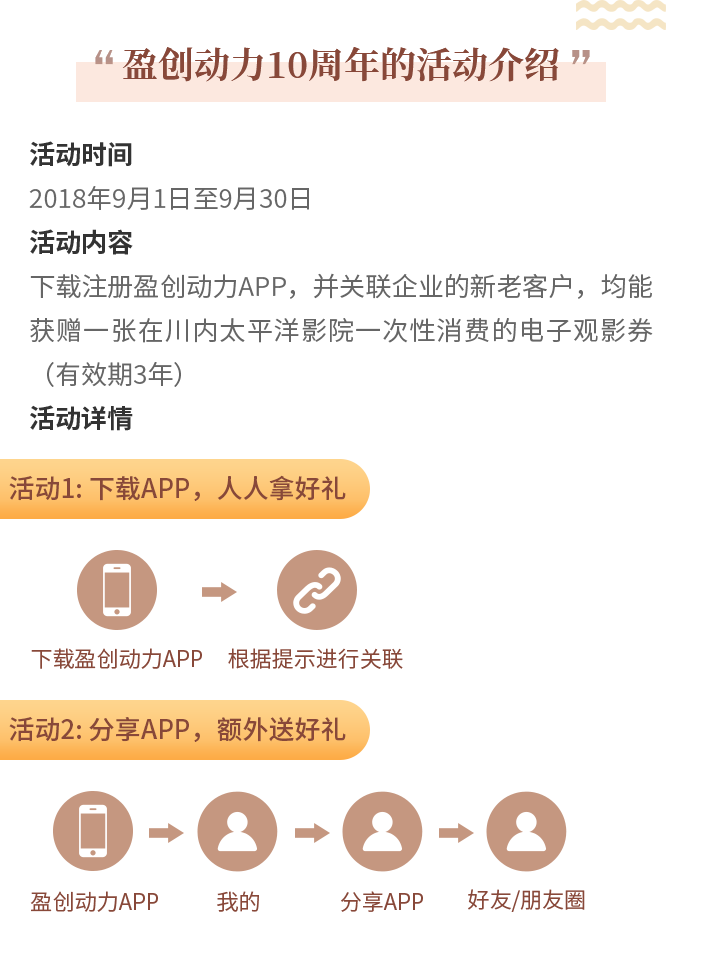 ❝ 盈创动力10周年的活动介绍 ❞
活动时间
2018年9月1日至9月30日
活动内容
下载注册盈创动力APP，并关联企业的新老客户，均能
获赠一张在川内太平洋影院一次性消费的电子观影券
（有效期3年）
活动详情
活动1: 下载APP，人人拿好礼
下载盈创动力APP 根据提示进行关联
活动2: 分享APP，额外送好礼
盈创动力APP 我的 分享APP 好友/朋友圈